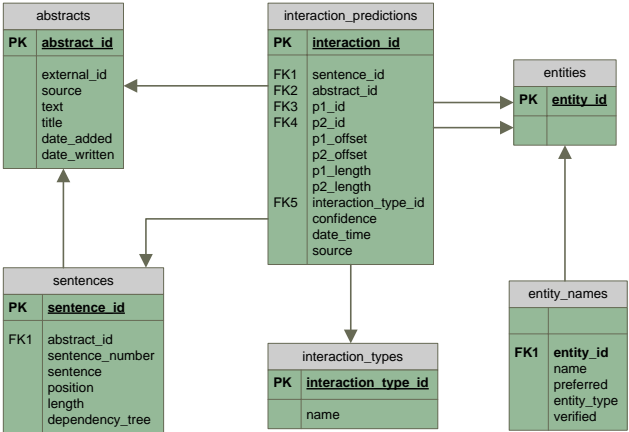 abstracts
PK abstract_id
external_id
source
text
title
date_added
date_written
interaction_predictions
PK interaction_id
FK1 sentence_id
FK2 abstract_id
FK3 p1_id
FK4 p2_id
p1_offset
p2_offset
p1_length
p2_length
FK5 interaction_type_id
confidence
date_time
source
entities
PK entity_id
sentences
PK sentence_id
FK1 abstract_id
sentence_number
sentence
position
length
dependency_tree
interaction_types
PK interaction_type_id
name
entity_names
FK1 entity_id
name
preferred
entity_type
verified